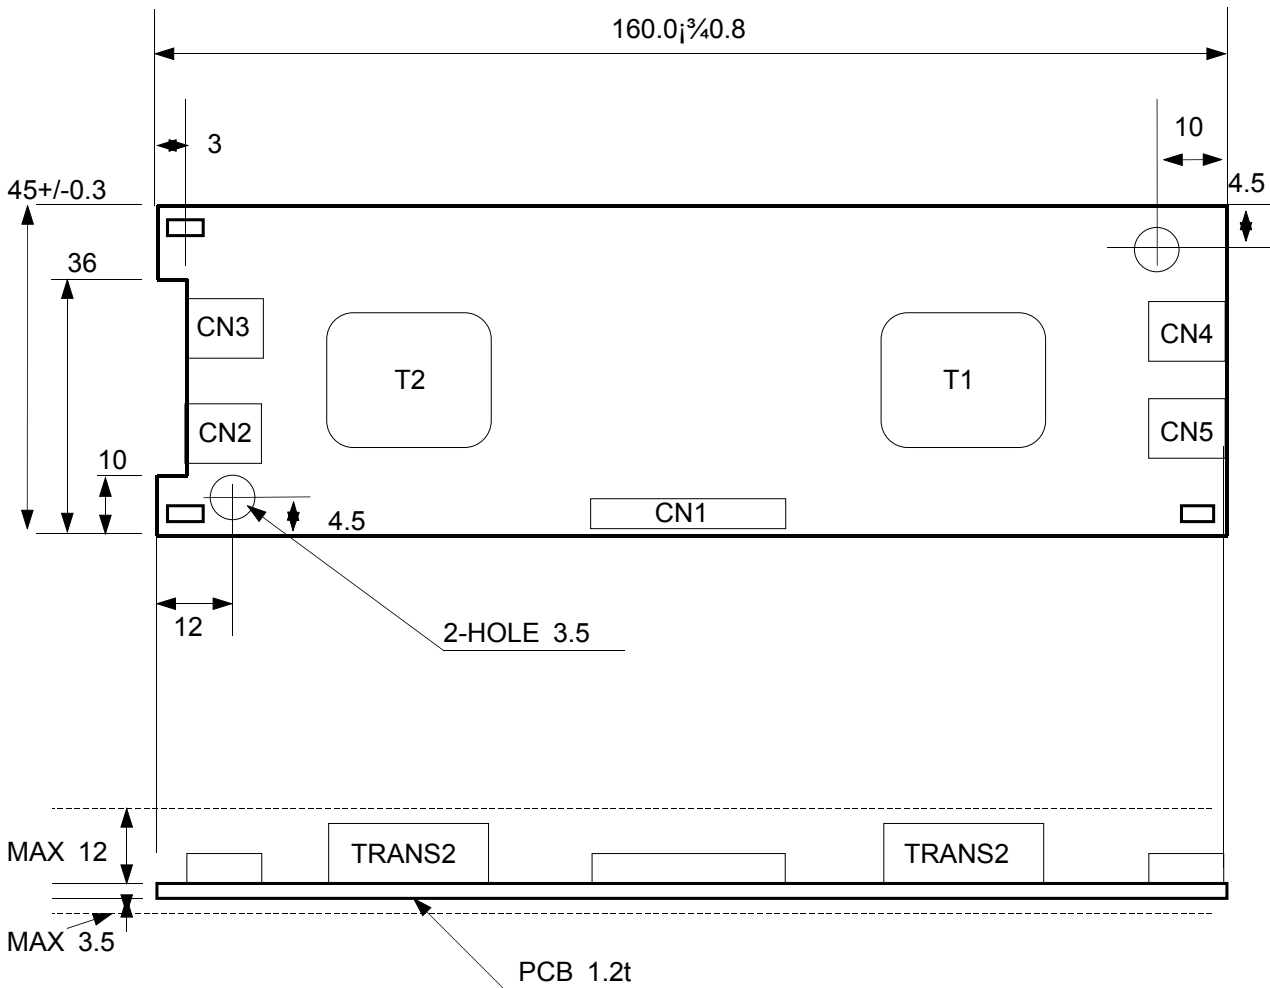 160.0¡¾0.8
10
3
4.5
45+/-0.3
36
CN3
CN4
T2
T1
CN2
CN5
10
CN1
4.5
12
2-HOLE 3.5
MAX 12
TRANS2
TRANS2
MAX 3.5
PCB 1.2t